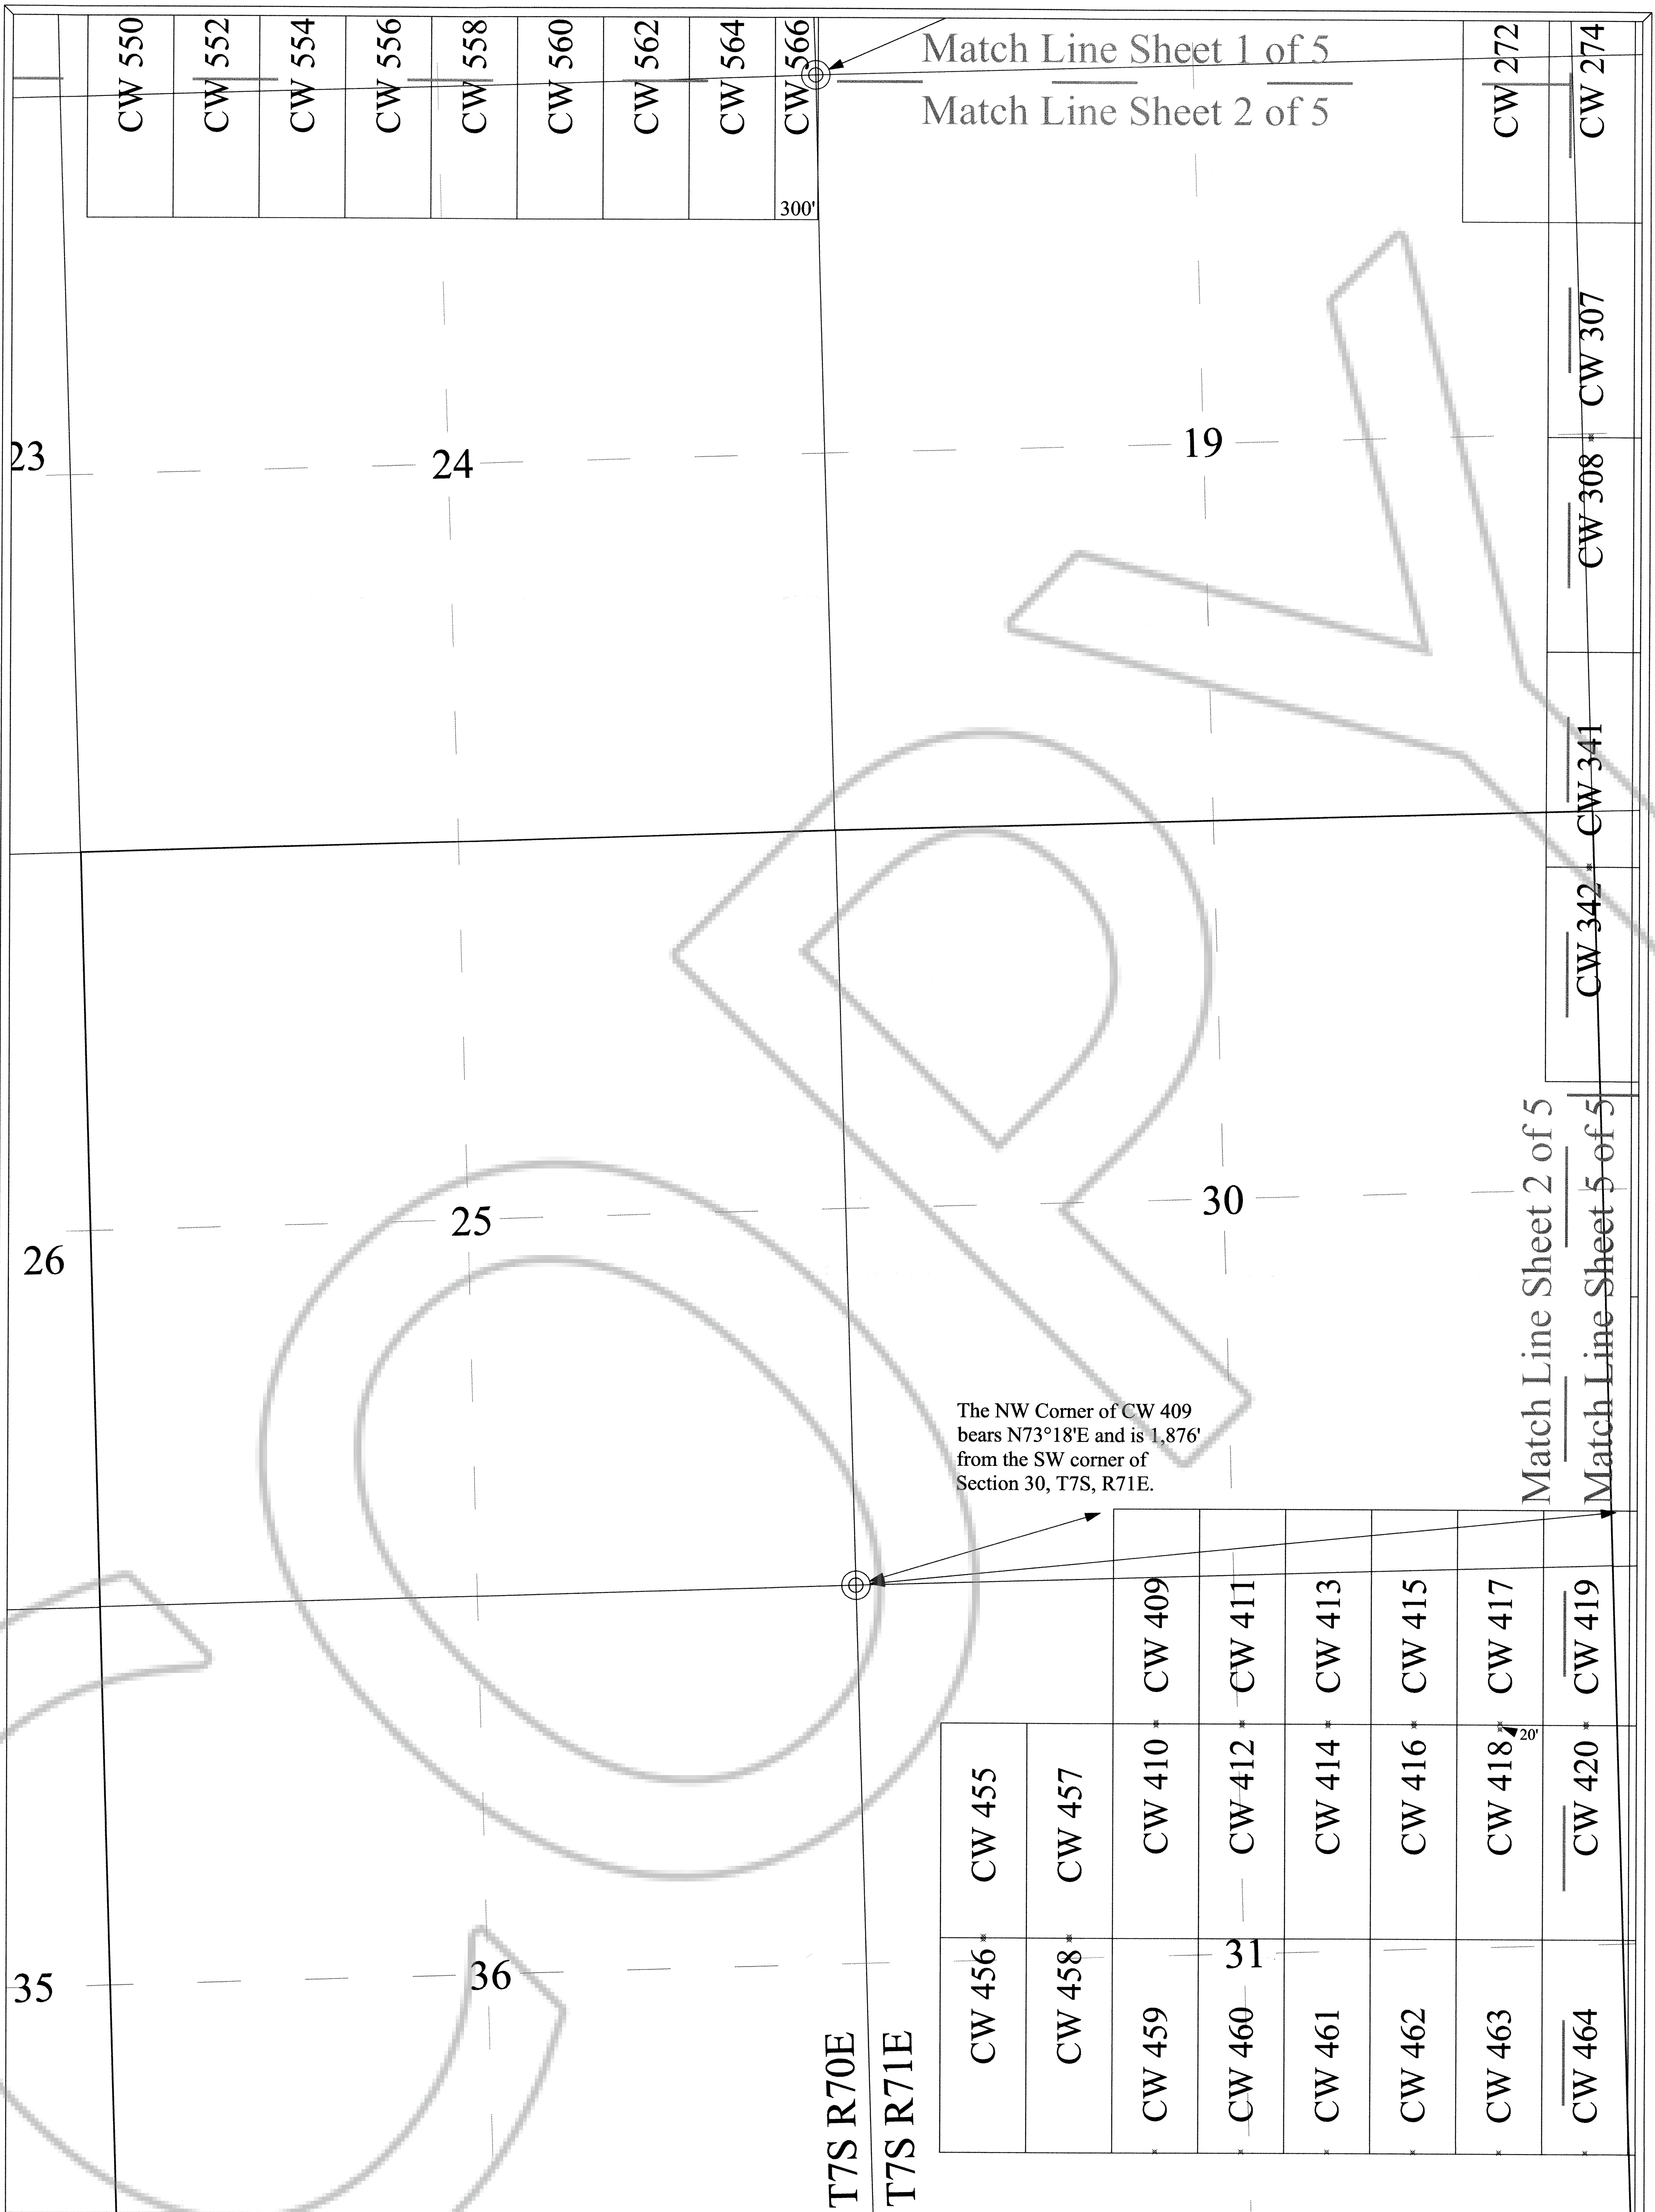 CW 550
CW 552
CW 554
CW 556
CW 558
CW 560
CW 562
CW 564
CW 566
300'
Match Line Sheet 1 of 5
Match Line Sheet 2 of 5
CW 272
CW 274
CW 307
CW 308
23
24
19
CW 341
CW 342
Match Line Sheet 2 of 5
Match Line Sheet 5 of 5
26
25
30
The NW Corner of CW 409
bears N73°18'E and is 1,876'
from the SW corner of
Section 30, T7S, R71E.
CW 409
CW 411
CW 413
CW 415
CW 417
CW 419
CW 455
CW 457
CW 410
CW 412
CW 414
CW 416
CW 418
20'
CW 420
35
36
31
CW 456
CW 458
CW 459
CW 460
CW 461
CW 462
CW 463
CW 464
T7S R70E
T7S R71E
COPY